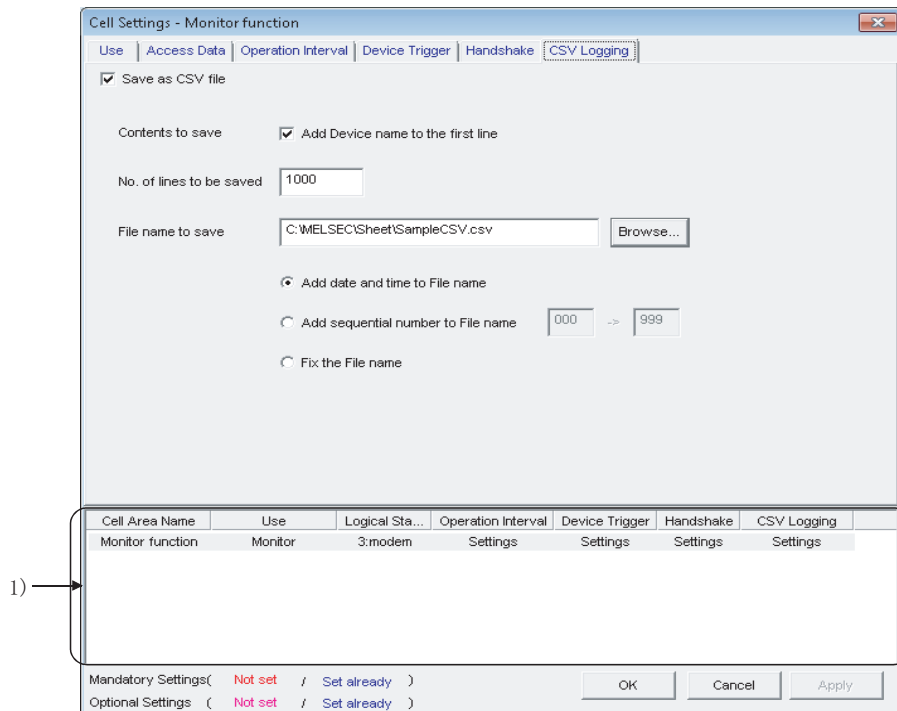 Cell Settings - Monitor function
Use Access Data Operation Interval Device Trigger Handshake CSV Logging
Save as CSV file
Contents to save Add Device name to the first line
No. of lines to be saved 1000
File name to save C:\MELSEC\Sheet\SampleCSV.csv Browse...
Add date and time to File name
Add sequential number to File name 000 -> 999
Fix the File name
Cell Area Name Use Logical Sta... Operation Interval Device Trigger Handshake CSV Logging
Monitor function Monitor 3:modem Settings Settings Settings Settings
1)
Mandatory Settings( Not set / Set already ) OK Cancel Apply
Optional Settings ( Not set / Set already )